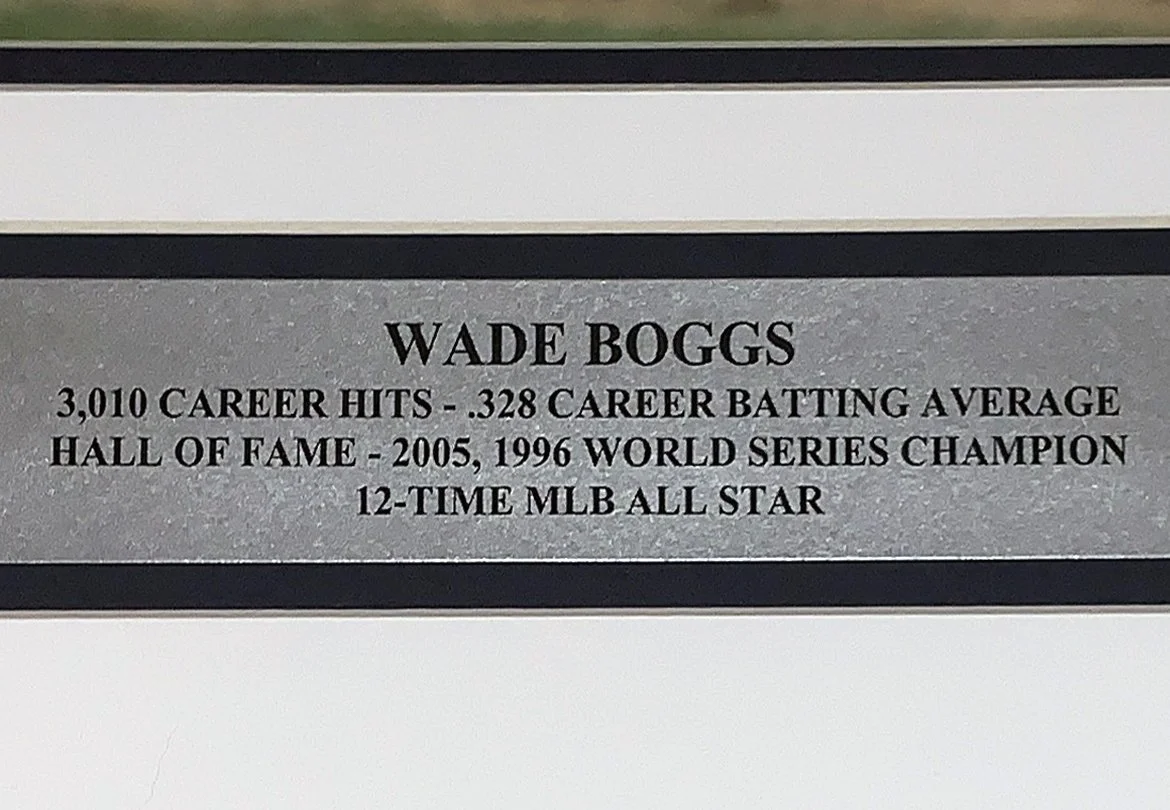 WADE BOGGS
3,010 CAREER HITS - .328 CAREER BATTING AVERAGE
HALL OF FAME - 2005, 1996 WORLD SERIES CHAMPION
12-TIME MLB ALL STAR